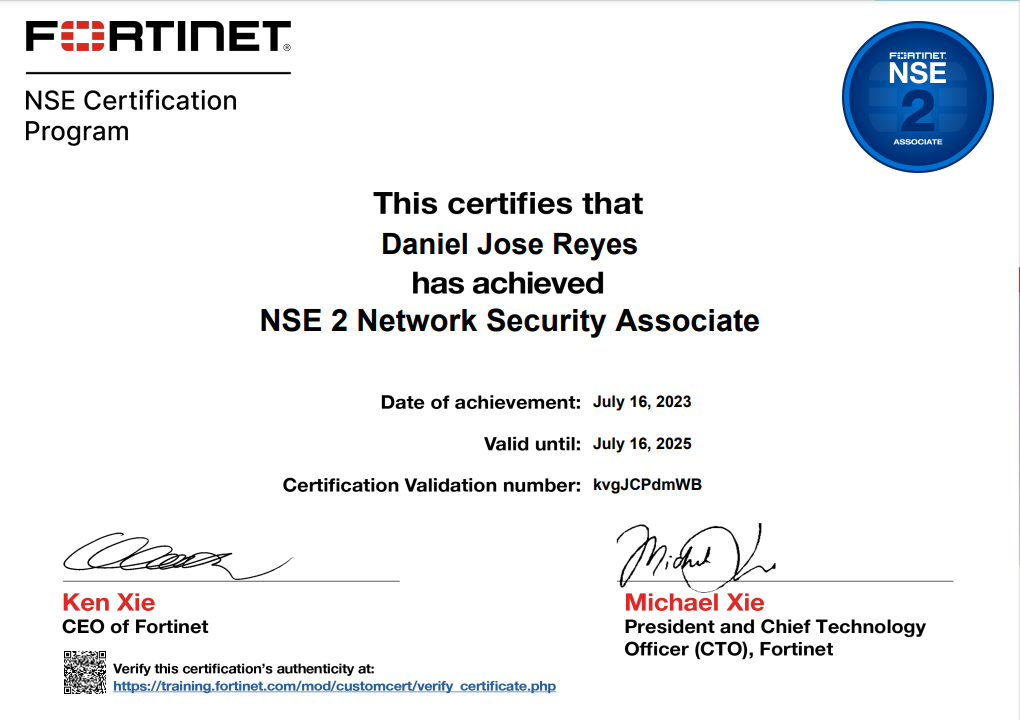 FORTINET®
NSE Certification
Program
FORTINET
NSE
2
ASSOCIATE
This certifies that
Daniel Jose Reyes
has achieved
NSE 2 Network Security Associate
Date of achievement: July 16, 2023
Valid until: July 16, 2025
Certification Validation number: kvgJCPdmWB
Ken Xie
CEO of Fortinet
Michael Xie
President and Chief Technology
Officer (CTO), Fortinet
Verify this certification's authenticity at:
https://training.fortinet.com/mod/customcert/verify_certificate.php